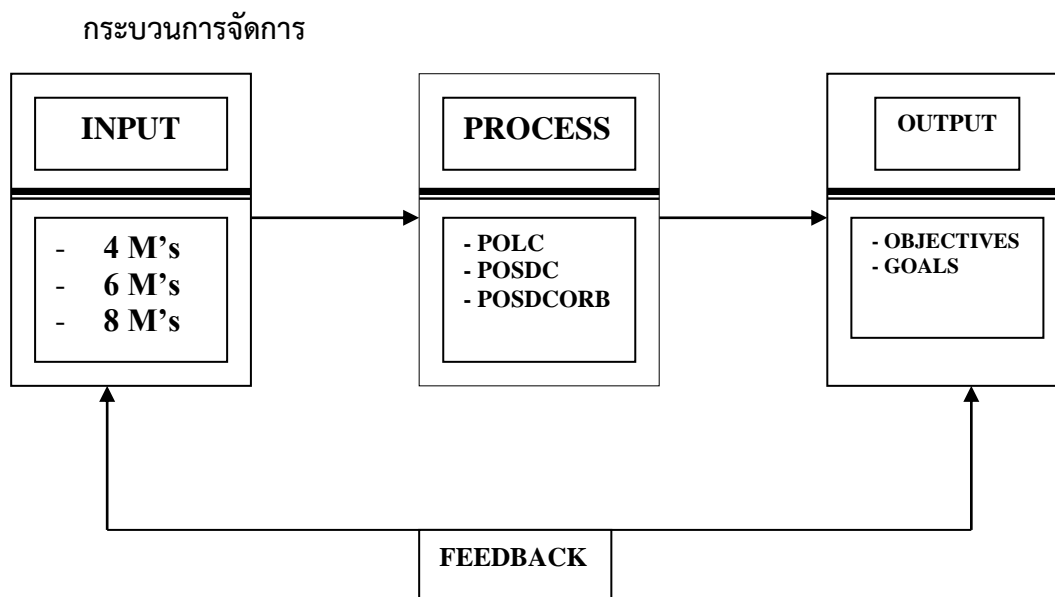 กระบวนการจัดการ
INPUT
- 4 M’s
- 6 M’s
- 8 M’s
PROCESS
- POLC
- POSDC
- POSDCORB
OUTPUT
- OBJECTIVES
- GOALS
FEEDBACK